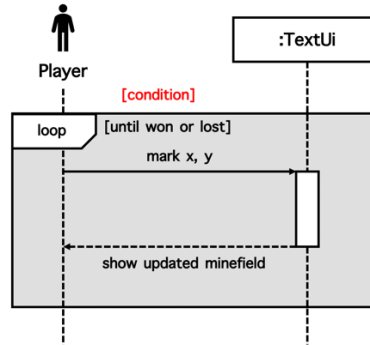 :TextUi
Player
[condition]
loop
[until won or lost]
mark x, y
show updated minefield